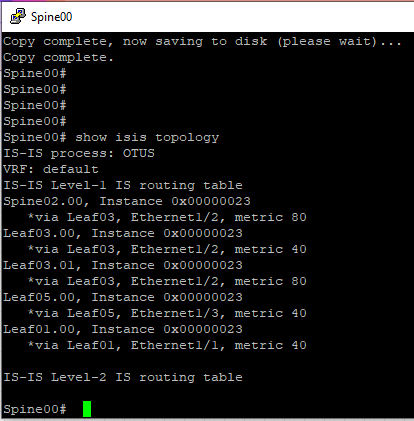 Spine00
Copy complete, now saving to disk (please wait)...
Copy complete.
Spine00#
Spine00#
Spine00#
Spine00#
Spine00# show isis topology
IS-IS process: OTUS
VRF: default
IS-IS Level-1 IS routing table
Spine02.00, Instance 0x00000023
   *via Leaf03, Ethernet1/2, metric 80
Leaf03.00, Instance 0x00000023
   *via Leaf03, Ethernet1/2, metric 40
Leaf03.01, Instance 0x00000023
   *via Leaf03, Ethernet1/2, metric 80
Leaf05.00, Instance 0x00000023
   *via Leaf05, Ethernet1/3, metric 40
Leaf01.00, Instance 0x00000023
   *via Leaf01, Ethernet1/1, metric 40
IS-IS Level-2 IS routing table
Spine00#